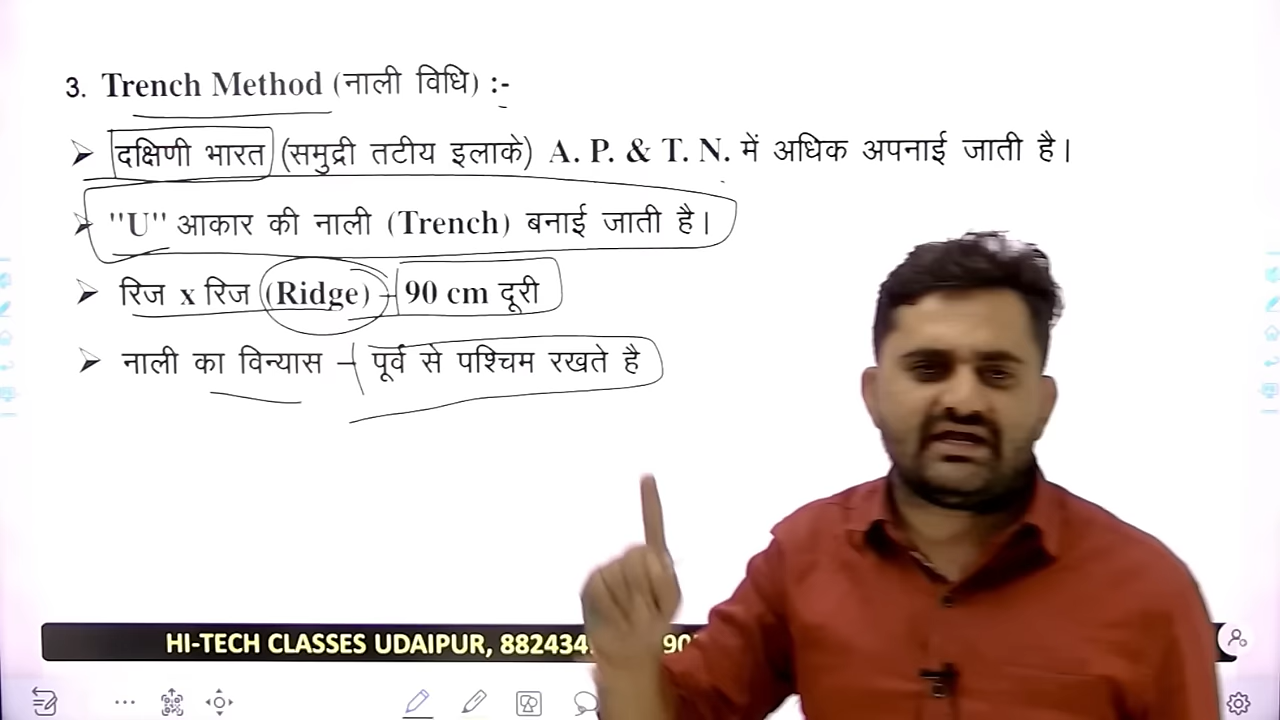 3. Trench Method (नाली विधि) :-
➢ दक्षिणी भारत (समुद्री तटीय इलाके) A. P. & T. N. में अधिक अपनाई जाती है।
➢ "U" आकार की नाली (Trench) बनाई जाती है।
➢ रिज x रिज (Ridge) - 90 cm दूरी
➢ नाली का विन्यास - पूर्व से पश्चिम रखते है
HI-TECH CLASSES UDAIPUR,